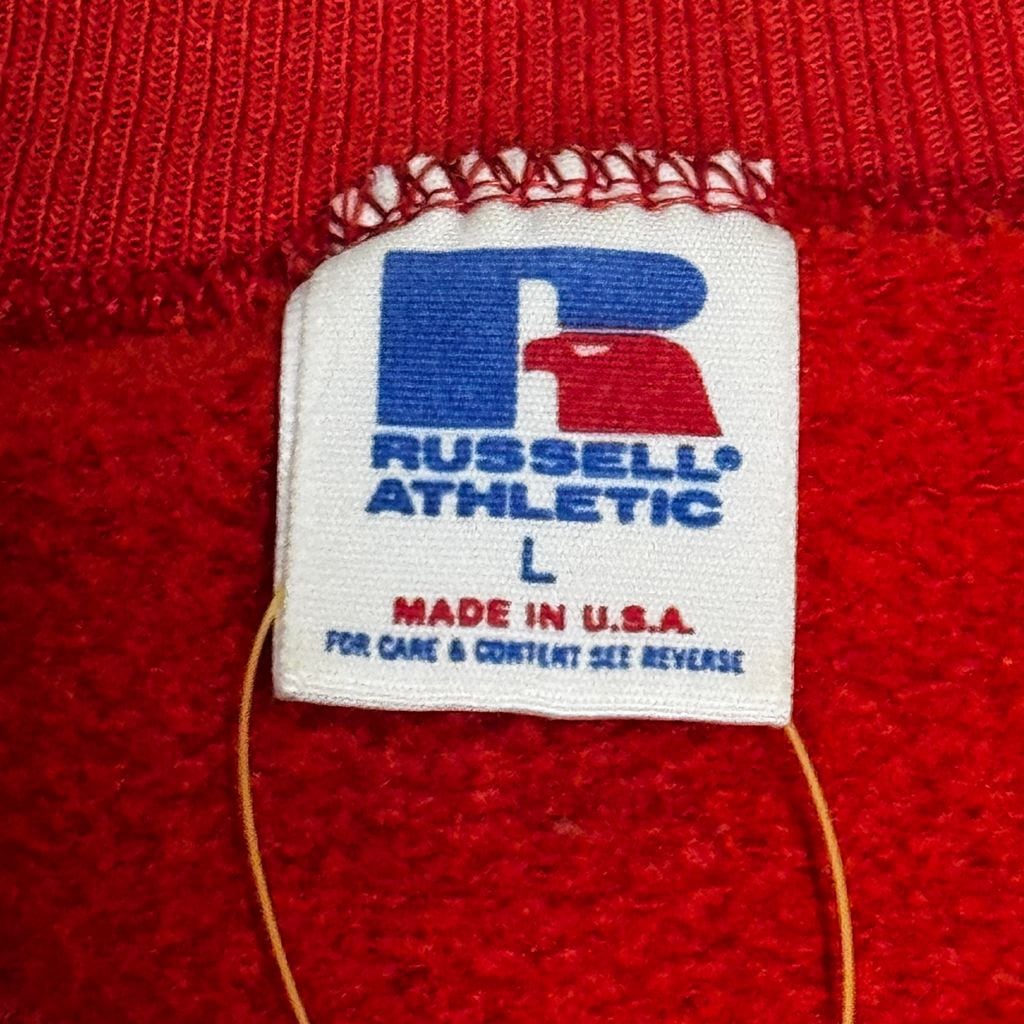 RUSSELL®
ATHLETIC
L
MADE IN U.S.A.
FOR CARE & CONTENT SEE REVERSE